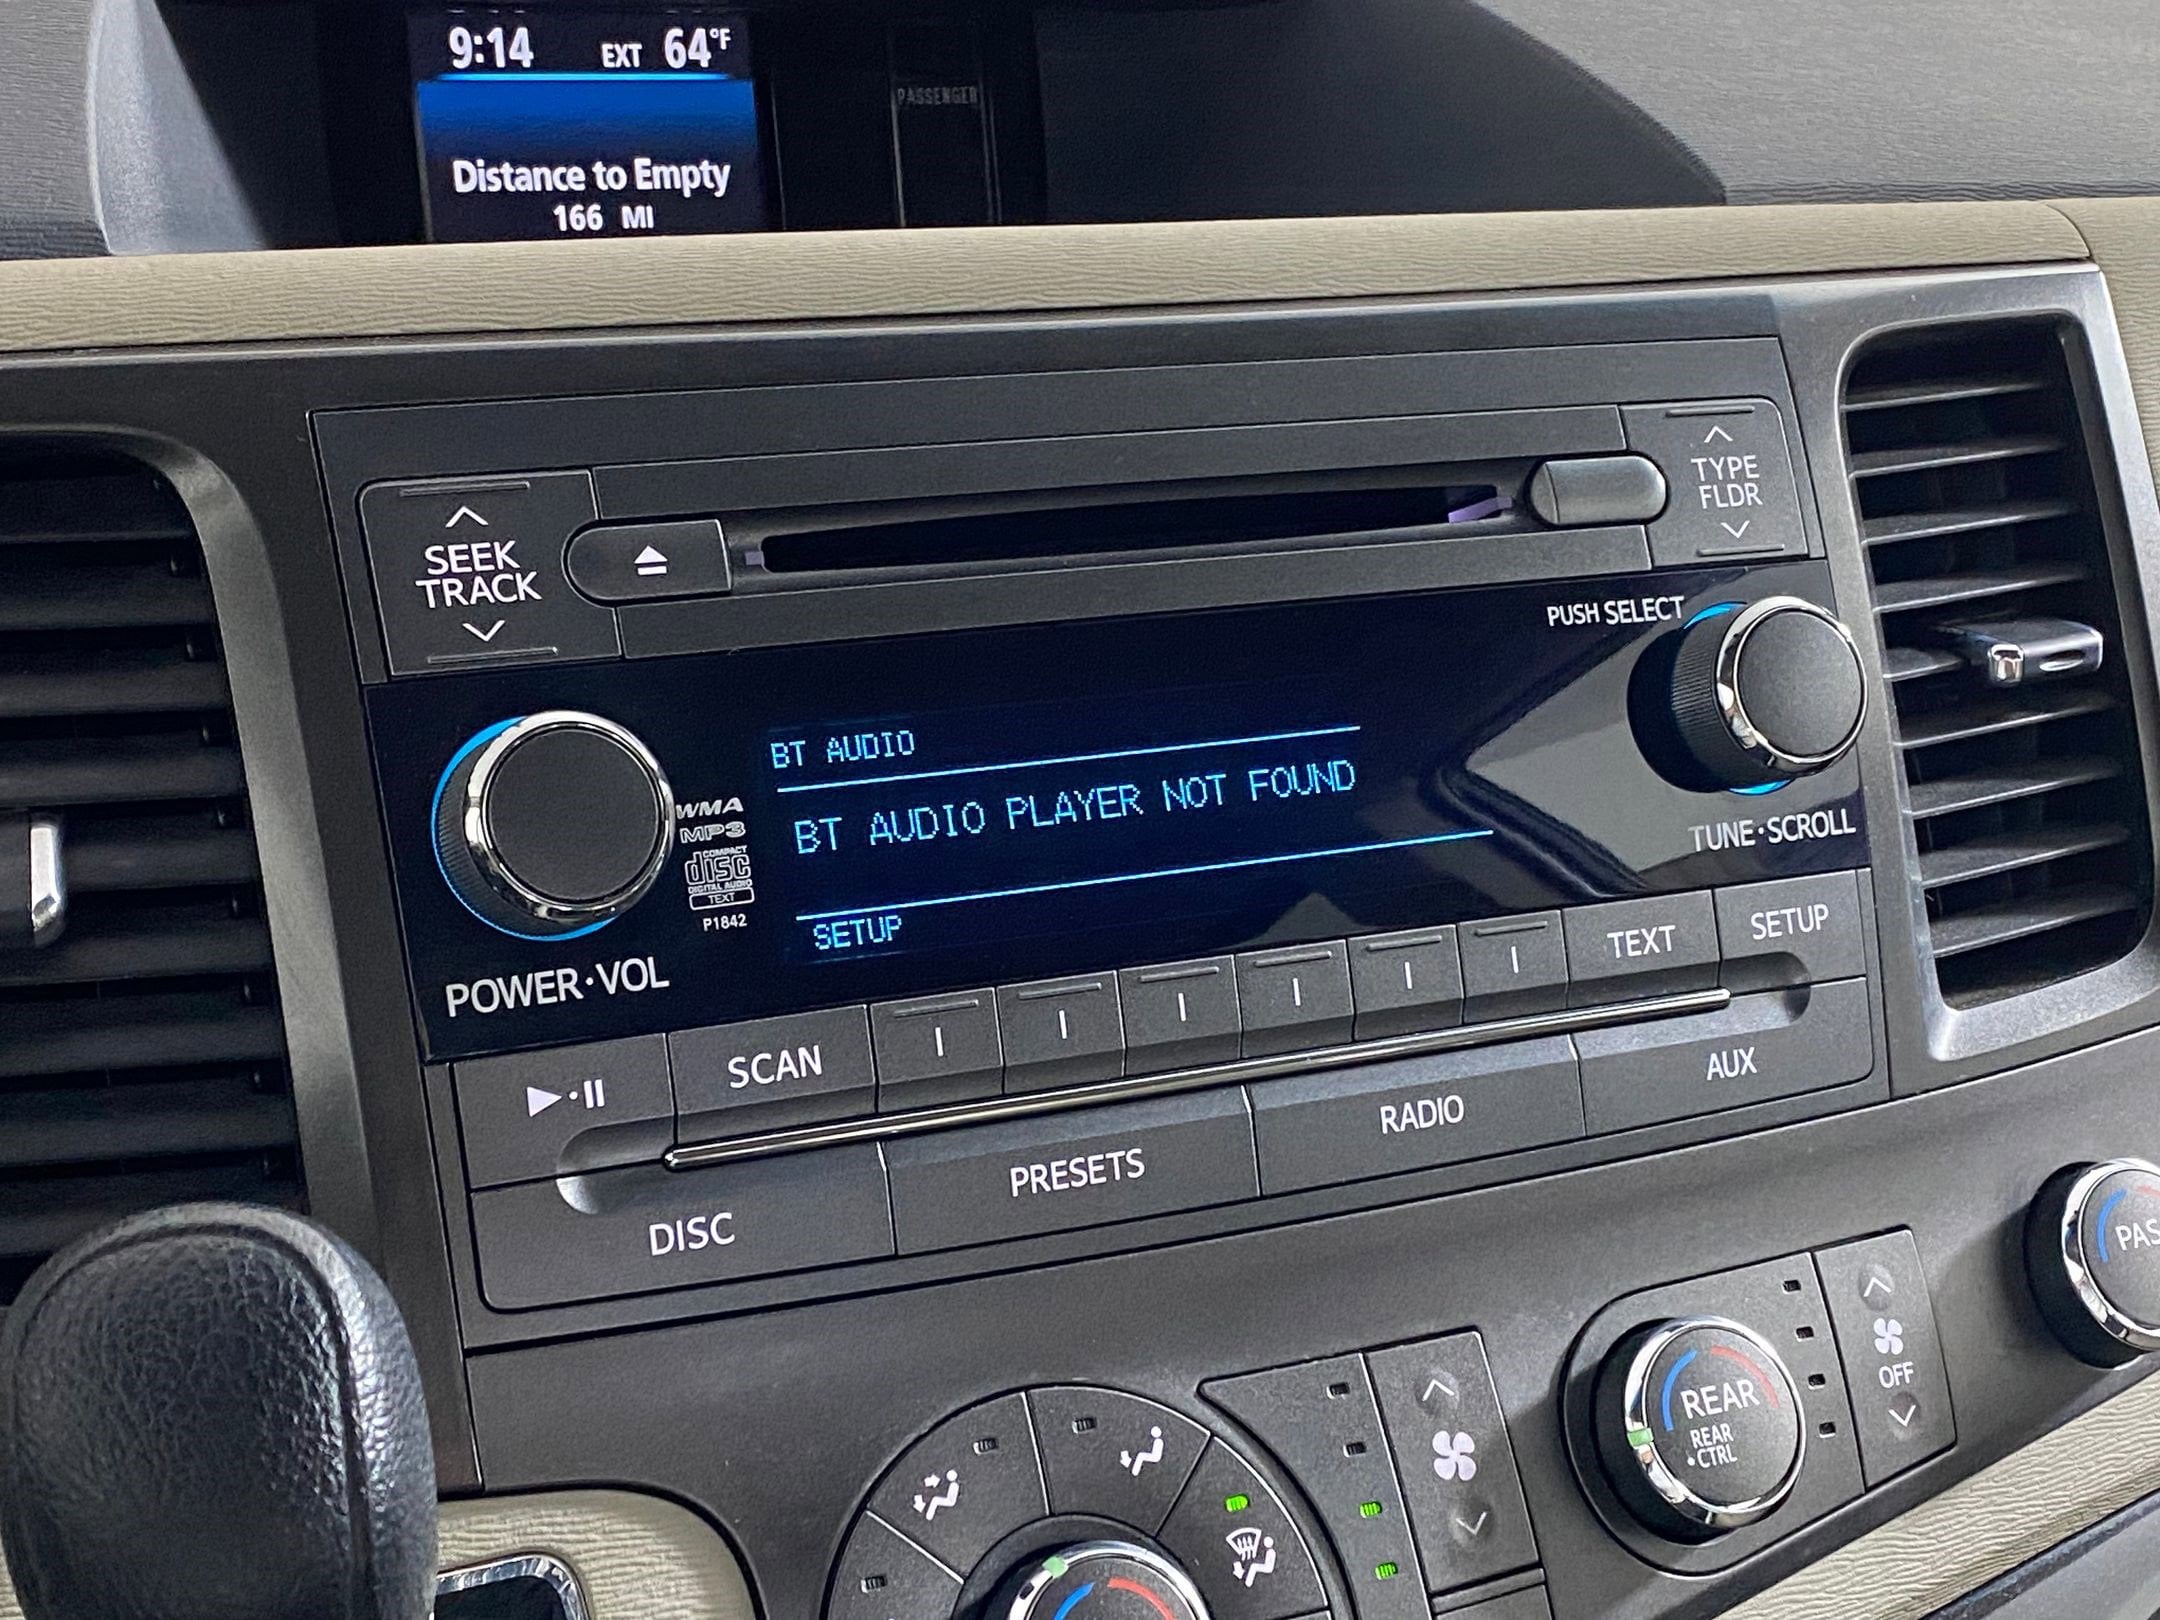 9:14 EXT 64°F
PASSENGER
Distance to Empty
166 MI
SEEK
TRACK
TYPE
FLDR
PUSH SELECT
BT AUDIO
BT AUDIO PLAYER NOT FOUND
SETUP
WMA
MP3
COMPACT
disc
DIGITAL AUDIO
TEXT
P1842
POWER·VOL
TUNE·SCROLL
SCAN
TEXT
SETUP
DISC
PRESETS
RADIO
AUX
REAR
REAR
•CTRL
OFF
PAS